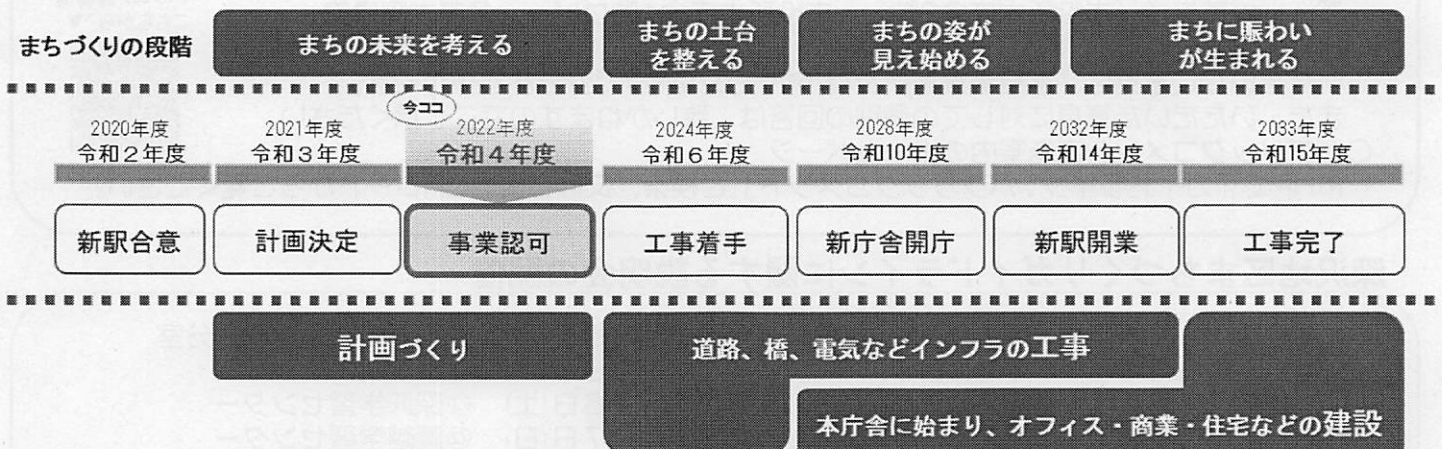 まちづくりの段階
まちの未来を考える
まちの土台
を整える
まちの姿が
見え始める
まちに賑わい
が生まれる
今ココ
2020年度
令和2年度
2021年度
令和3年度
2022年度
令和4年度
2024年度
令和6年度
2028年度
令和10年度
2032年度
令和14年度
2033年度
令和15年度
新駅合意
計画決定
事業認可
工事着手
新庁舎開庁
新駅開業
工事完了
計画づくり
道路、橋、電気などインフラの工事
本庁舎に始まり、オフィス・商業・住宅などの建設